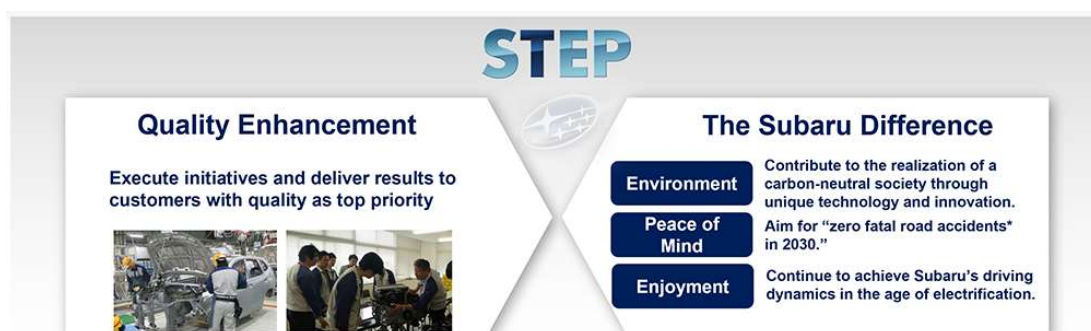 STEP
Quality Enhancement
Execute initiatives and deliver results to
customers with quality as top priority
The Subaru Difference
Environment
Contribute to the realization of a
carbon-neutral society through
unique technology and innovation.
Peace of
Mind
Aim for “zero fatal road accidents*
in 2030.”
Enjoyment
Continue to achieve Subaru’s driving
dynamics in the age of electrification.